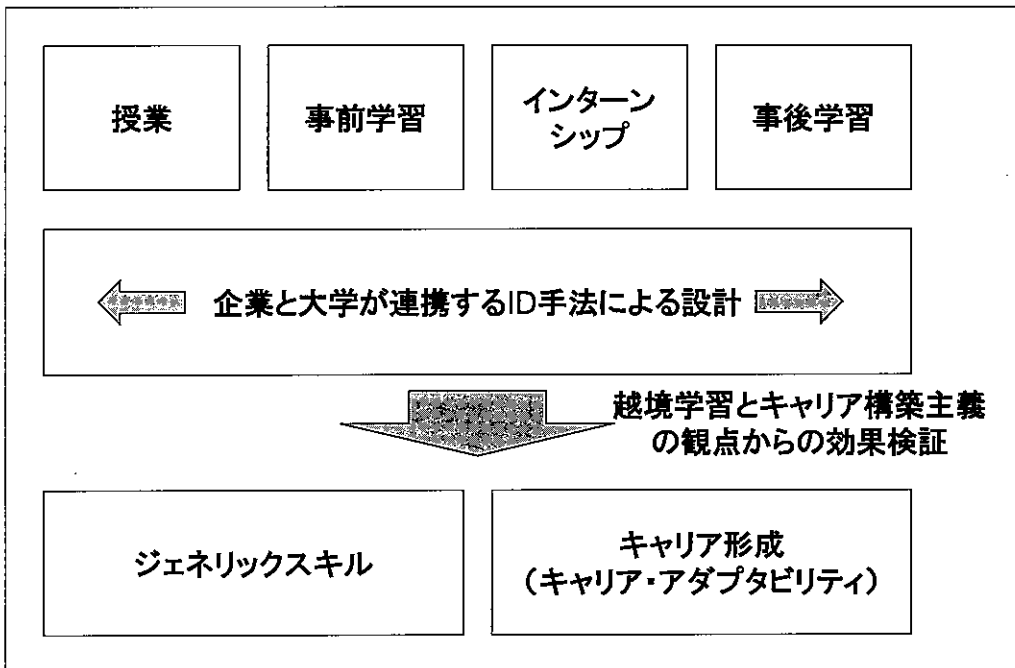 授業
事前学習
インターン
シップ
事後学習
企業と大学が連携するID手法による設計
越境学習とキャリア構築主義
の観点からの効果検証
ジェネリックスキル
キャリア形成
（キャリア・アダプタビリティ）